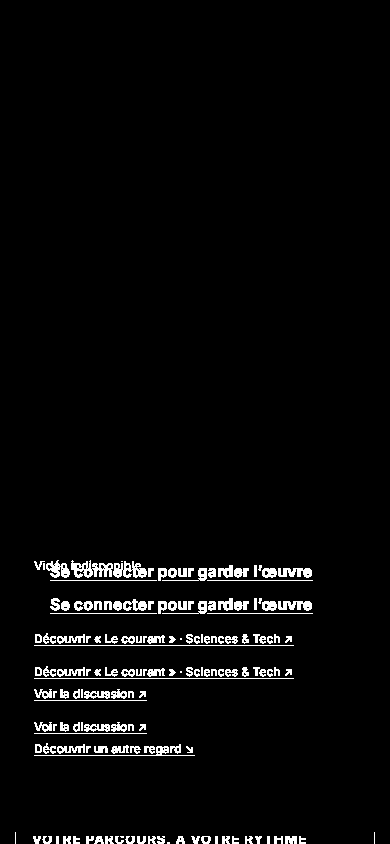 Vidéo indisponible
Se connecter pour garder l'œuvre
Se connecter pour garder l'œuvre
Découvrir « Le courant » · Sciences & Tech ↗
Découvrir « Le courant » · Sciences & Tech ↗
Voir la discussion ↗
Voir la discussion ↗
Découvrir un autre regard ↘
VOTRE PARCOURS, À VOTRE RYTHME